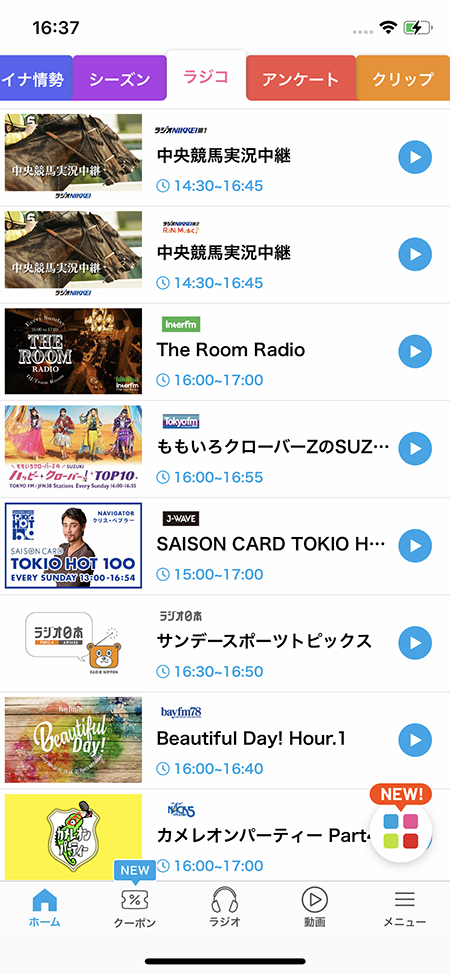 16:37
イナ情勢
シーズン
ラジコ
アンケート
クリップ
中央競馬実況中継
ラジオNIKKEI
ラジオNIKKEI第1
中央競馬実況中継
14:30~16:45
中央競馬実況中継
ラジオNIKKEI
ラジオNIKKEI第2
RaNi Music♪
中央競馬実況中継
14:30~16:45
Every Sunday
16:00 to 17:00
THE
ROOM
RADIO
interfm
interfm
The Room Radio
16:00~17:00
ももいろクローバーZの SUZUKI
ハッピー・クローバー! TOP10
TOKYO FM / JFN38 Stations Every Sunday 16:00-16:55
Tokyofm
ももいろクローバーZのSUZ…
16:00~16:55
TOKIO
HOT
100
NAVIGATOR
クリス・ペプラー
SAISON CARD
TOKIO HOT 100
EVERY SUNDAY 13:00-16:54
J-WAVE
SAISON CARD TOKIO H…
15:00~17:00
ラジオ日本
RADIO NIPPON
ラジオ日本
サンデースポーツトピックス
16:30~16:50
bayfm78
Beautiful
Day!
bayfm78
Beautiful Day! Hour.1
16:00~16:40
カメレオン
パーティー
NACK5
カメレオンパーティー Part4
16:00~17:00
NEW!
NEW
ホーム
クーポン
ラジオ
動画
メニュー